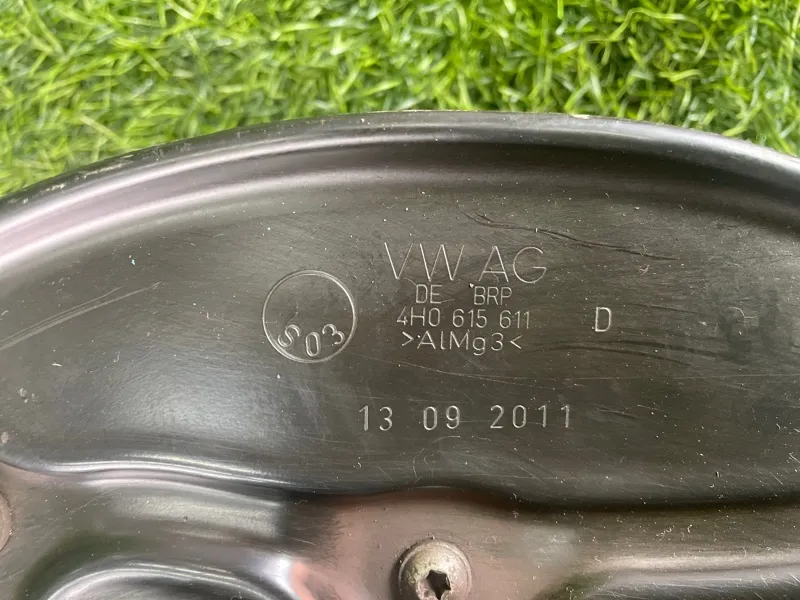 VW AG
DE BRP
S03
4H0 615 611 D
>AlMg3<
13 09 2011